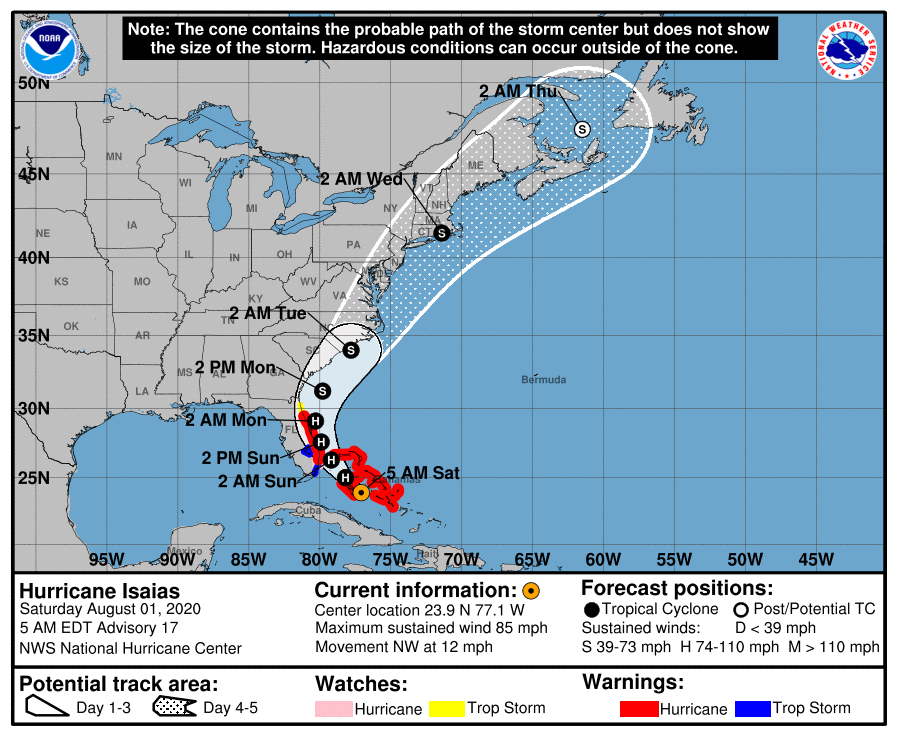 Note: The cone contains the probable path of the storm center but does not show
the size of the storm. Hazardous conditions can occur outside of the cone.
NOAA
NATIONAL WEATHER SERVICE
50N
2 AM Thu
S
MN
ME
45N
2 AM Wed
WI
VT
MI
NY
NH
MA
NE
IA
CT
S
PA
40N
IL
IN
OH
KS
MO
WV
VA
KY
2 AM Tue
OK
TN
NC
35N
AR
SC
S
2 PM Mon
MS
AL
GA
Bermuda
LA
S
30N
2 AM Mon
H
FL
H
2 PM Sun
H
5 AM Sat
25N
2 AM Sun
H
Bahamas
Cuba
Mexico
Haiti
95W 90W 85W 80W 75W 70W 65W 60W 55W 50W 45W
Hurricane Isaias
Saturday August 01, 2020
5 AM EDT Advisory 17
NWS National Hurricane Center
Current information:
Center location 23.9 N 77.1 W
Maximum sustained wind 85 mph
Movement NW at 12 mph
Forecast positions:
Tropical Cyclone Post/Potential TC
Sustained winds: D < 39 mph
S 39-73 mph H 74-110 mph M > 110 mph
Potential track area:
Day 1-3 Day 4-5
Watches:
Hurricane Trop Storm
Warnings:
Hurricane Trop Storm